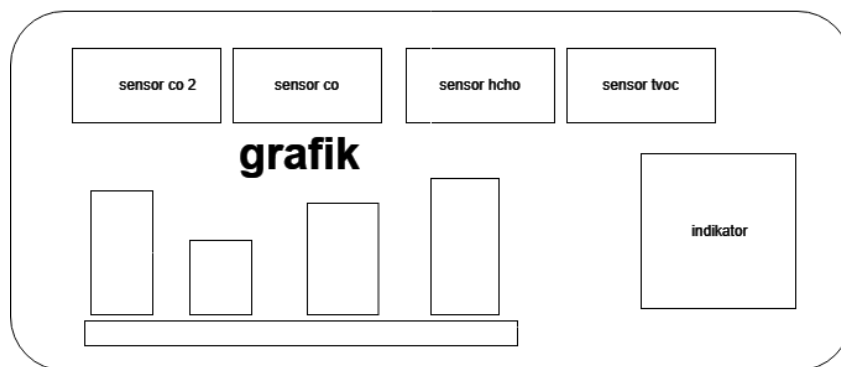 sensor co 2
sensor co
sensor hcho
sensor tvoc
grafik
indikator